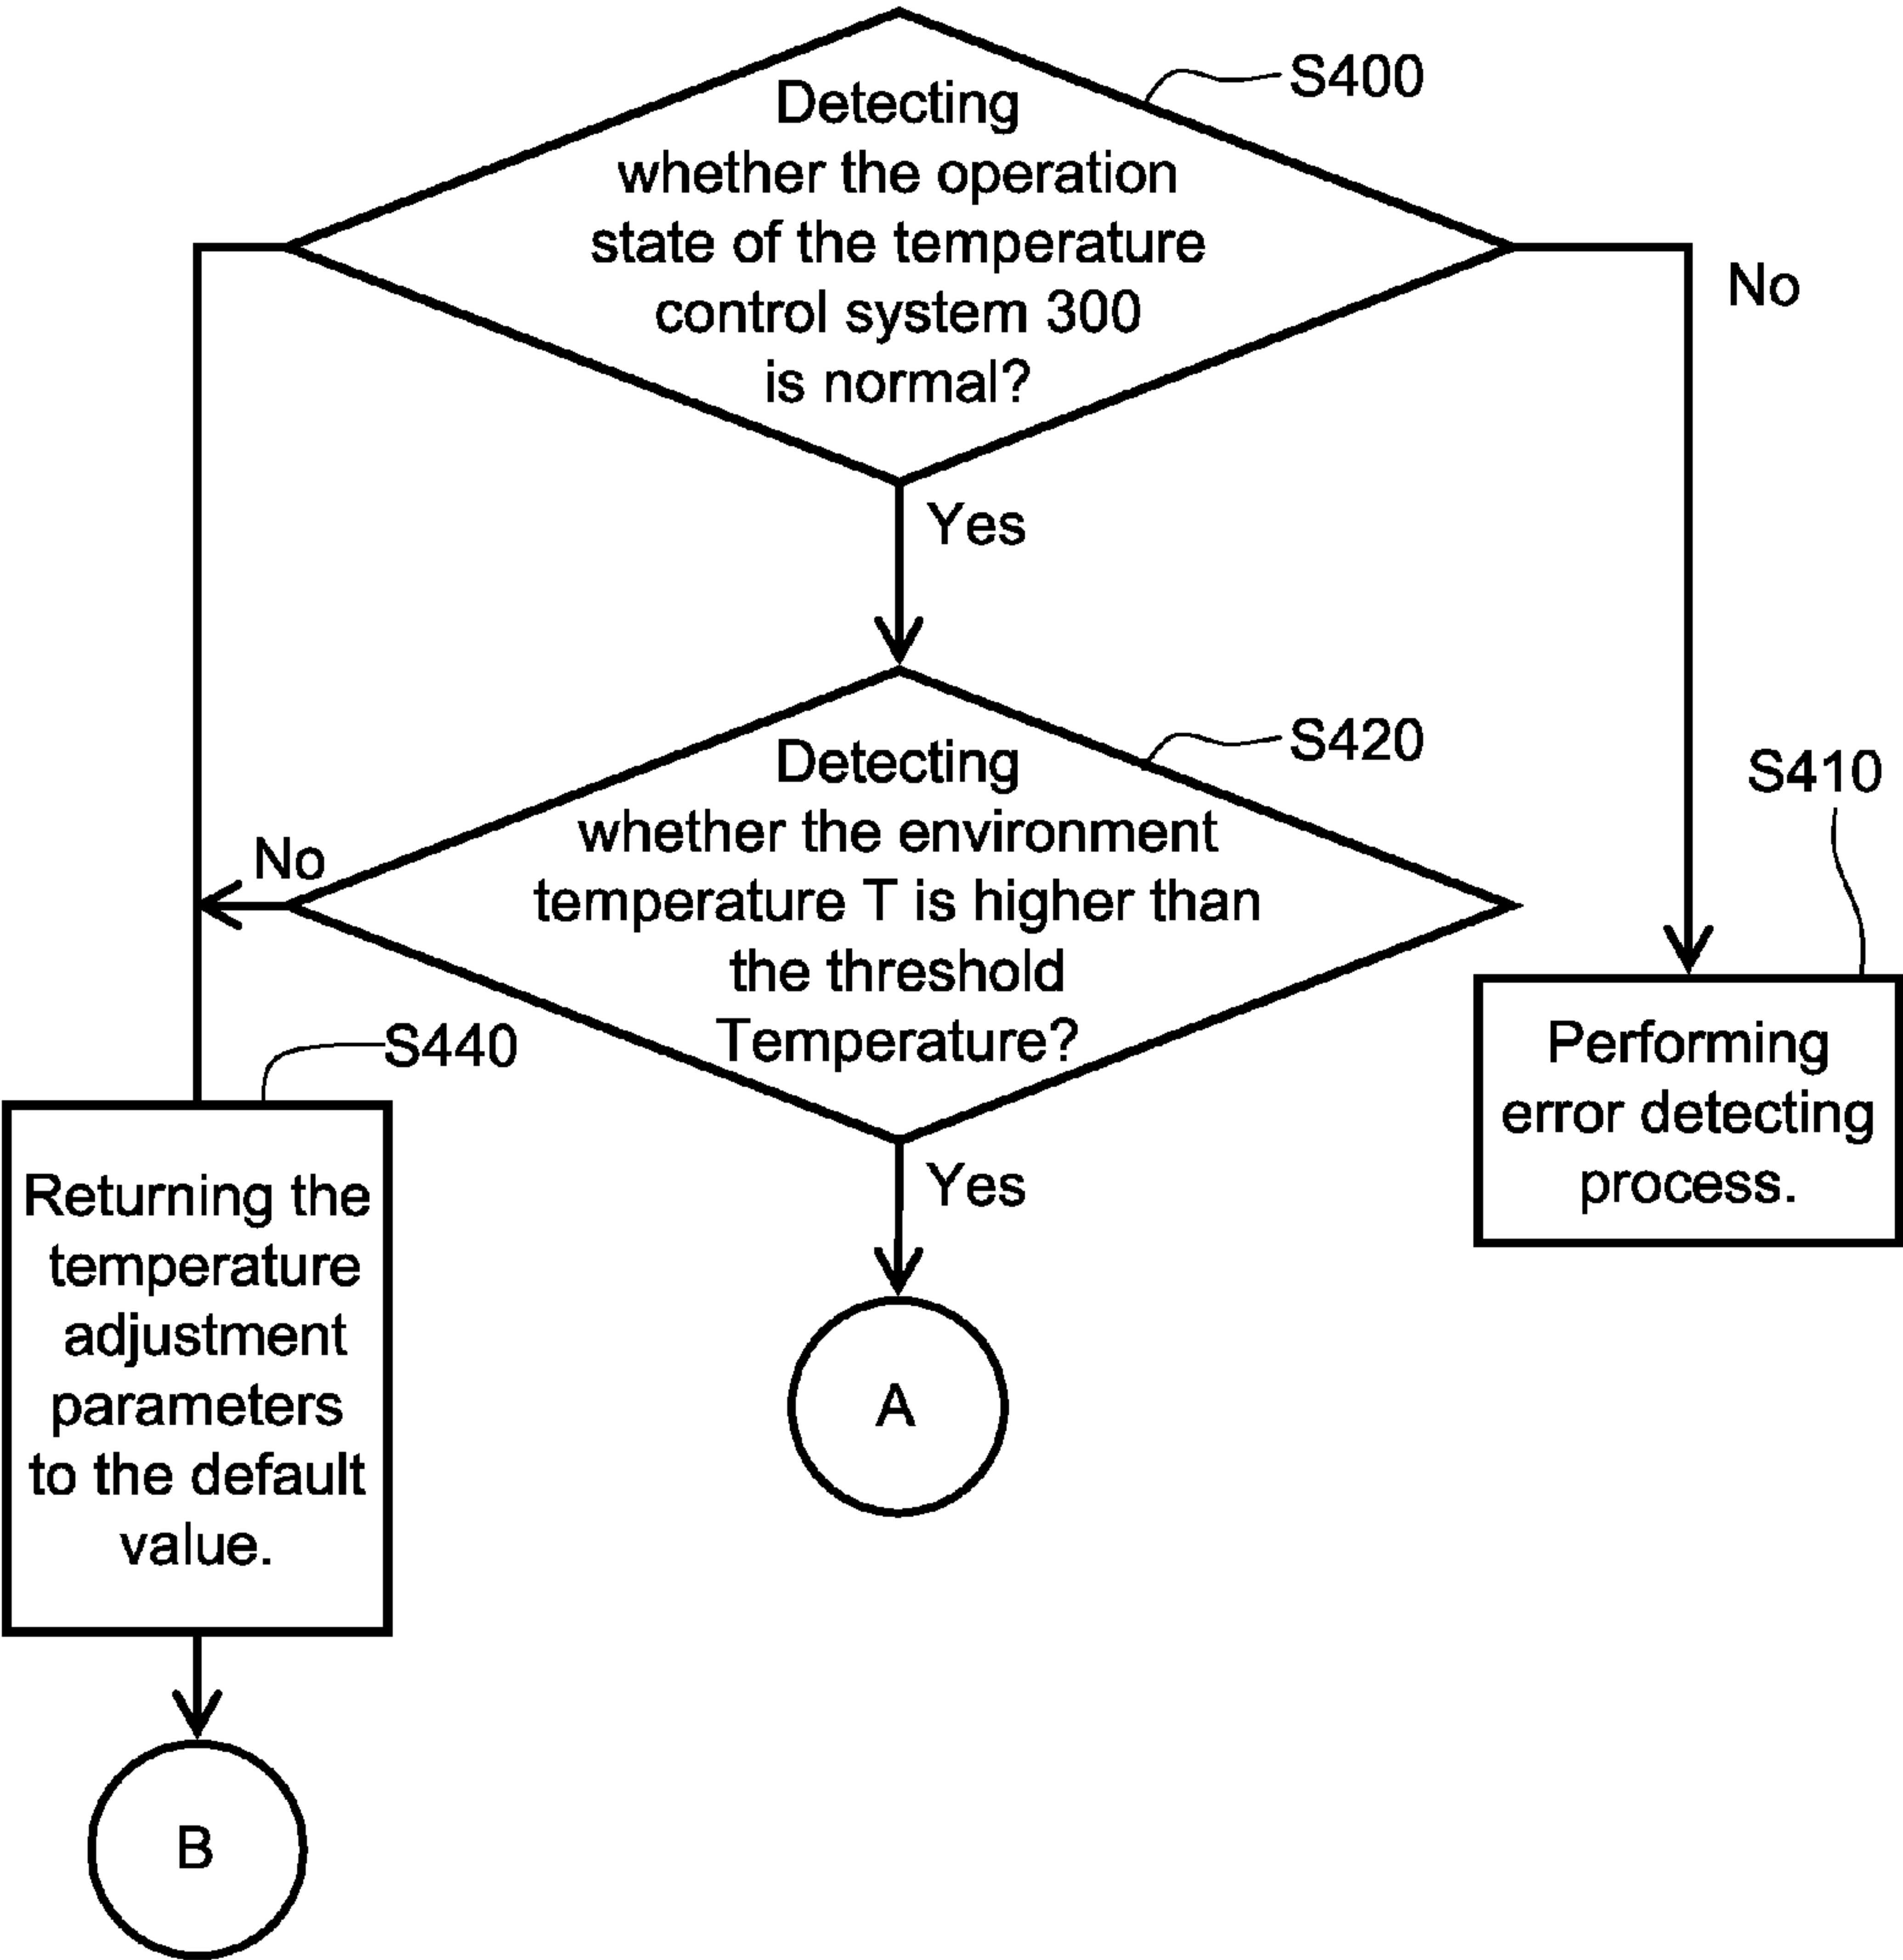 S400
Detecting
whether the operation
state of the temperature
control system 300
is normal?
No
Yes
S420
Detecting
whether the environment
temperature T is higher than
the threshold
Temperature?
No
S410
Performing
error detecting
process.
S440
Returning the
temperature
adjustment
parameters
to the default
value.
Yes
A
B